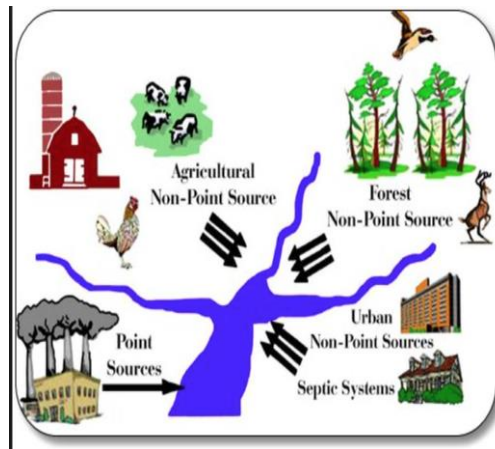 Agricultural
Non-Point Source
Forest
Non-Point Source
Point
Sources
Urban
Non-Point Sources
Septic Systems